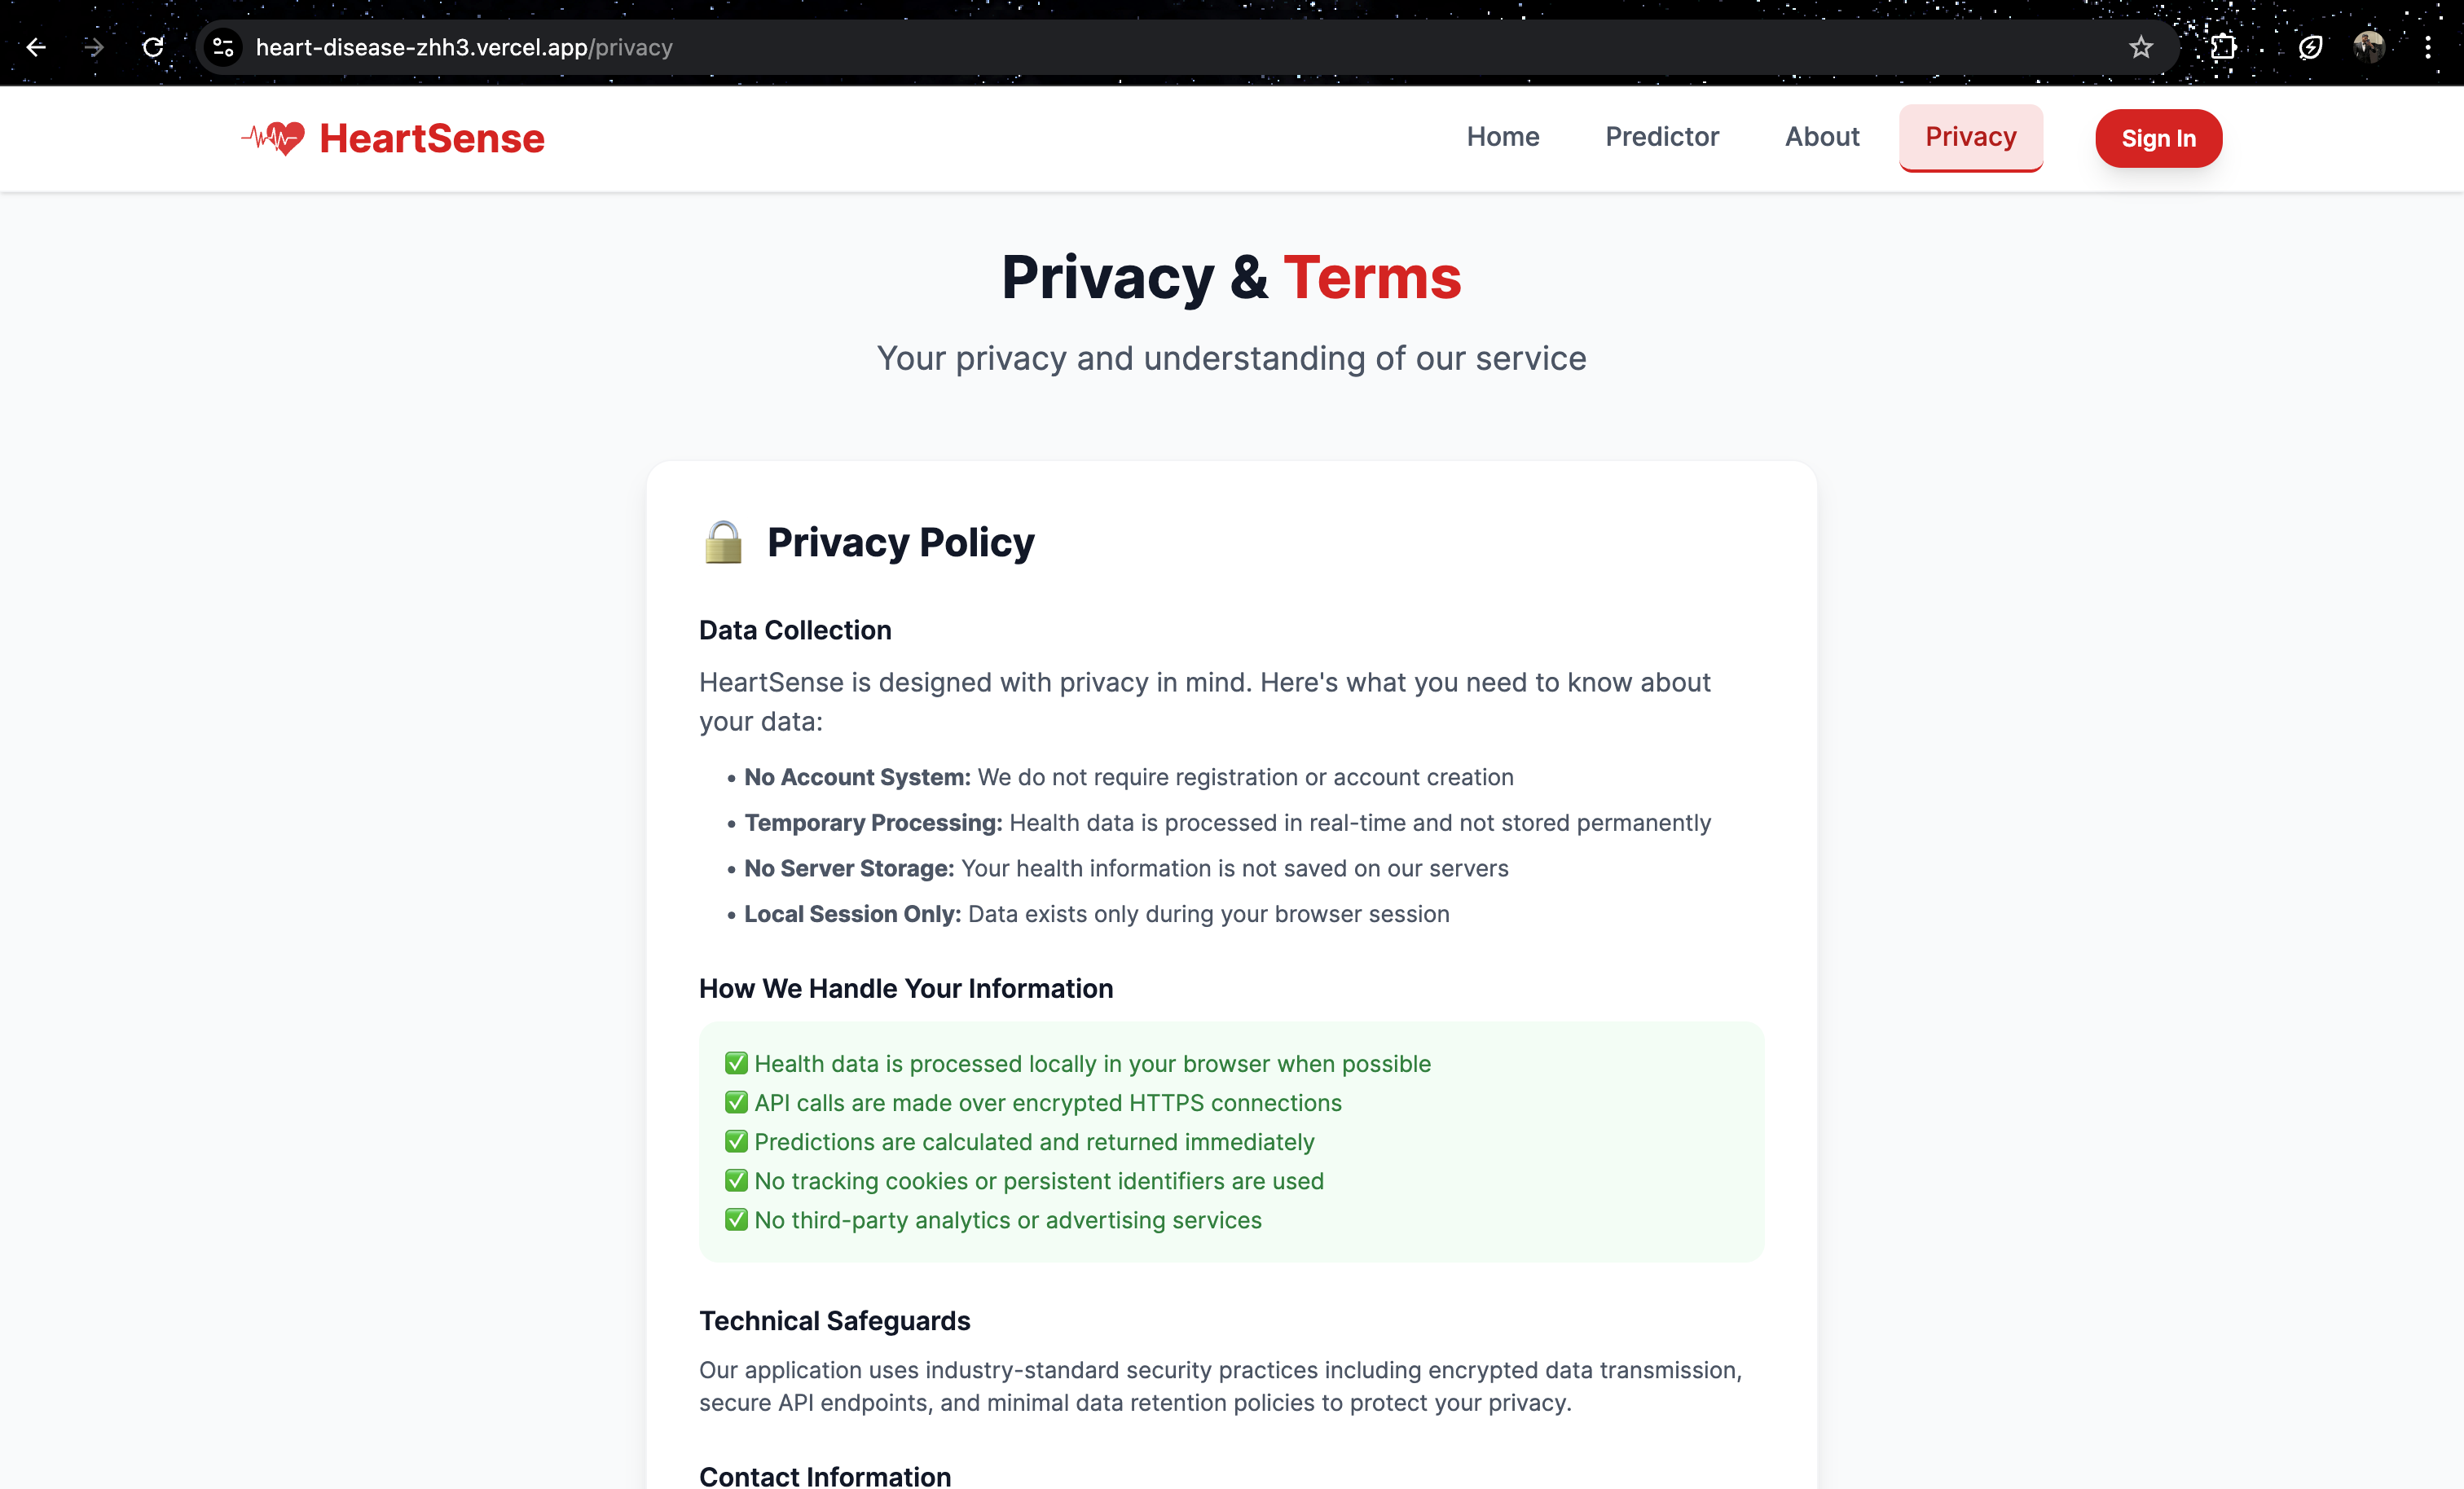 heart-disease-zhh3.vercel.app/privacy
HeartSense
Home
Predictor
About
Privacy
Sign In
Privacy & Terms
Your privacy and understanding of our service
🔒 Privacy Policy
Data Collection
HeartSense is designed with privacy in mind. Here's what you need to know about
your data:
• No Account System: We do not require registration or account creation
• Temporary Processing: Health data is processed in real-time and not stored permanently
• No Server Storage: Your health information is not saved on our servers
• Local Session Only: Data exists only during your browser session
How We Handle Your Information
✅ Health data is processed locally in your browser when possible
✅ API calls are made over encrypted HTTPS connections
✅ Predictions are calculated and returned immediately
✅ No tracking cookies or persistent identifiers are used
✅ No third-party analytics or advertising services
Technical Safeguards
Our application uses industry-standard security practices including encrypted data transmission,
secure API endpoints, and minimal data retention policies to protect your privacy.
Contact Information